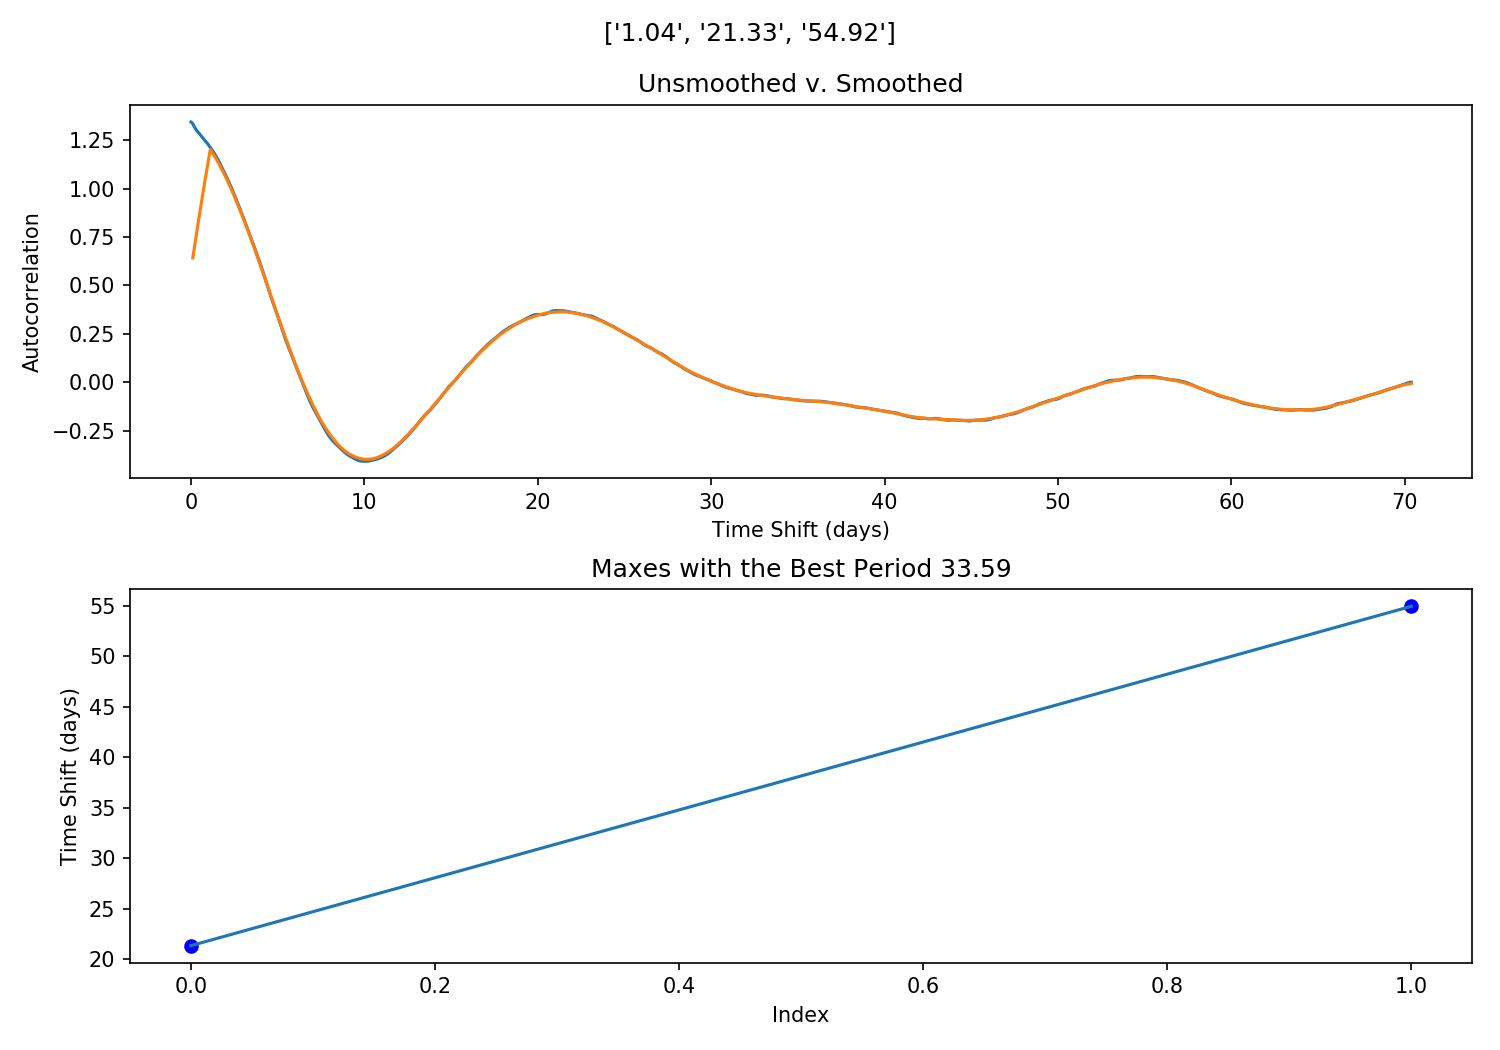 ['1.04', '21.33', '54.92']
Unsmoothed v. Smoothed
1.25
1.00
0.75
0.50
0.25
0.00
−0.25
Autocorrelation
0 10 20 30 40 50 60 70
Time Shift (days)
Maxes with the Best Period 33.59
55
50
45
40
35
30
25
20
Time Shift (days)
0.0 0.2 0.4 0.6 0.8 1.0
Index